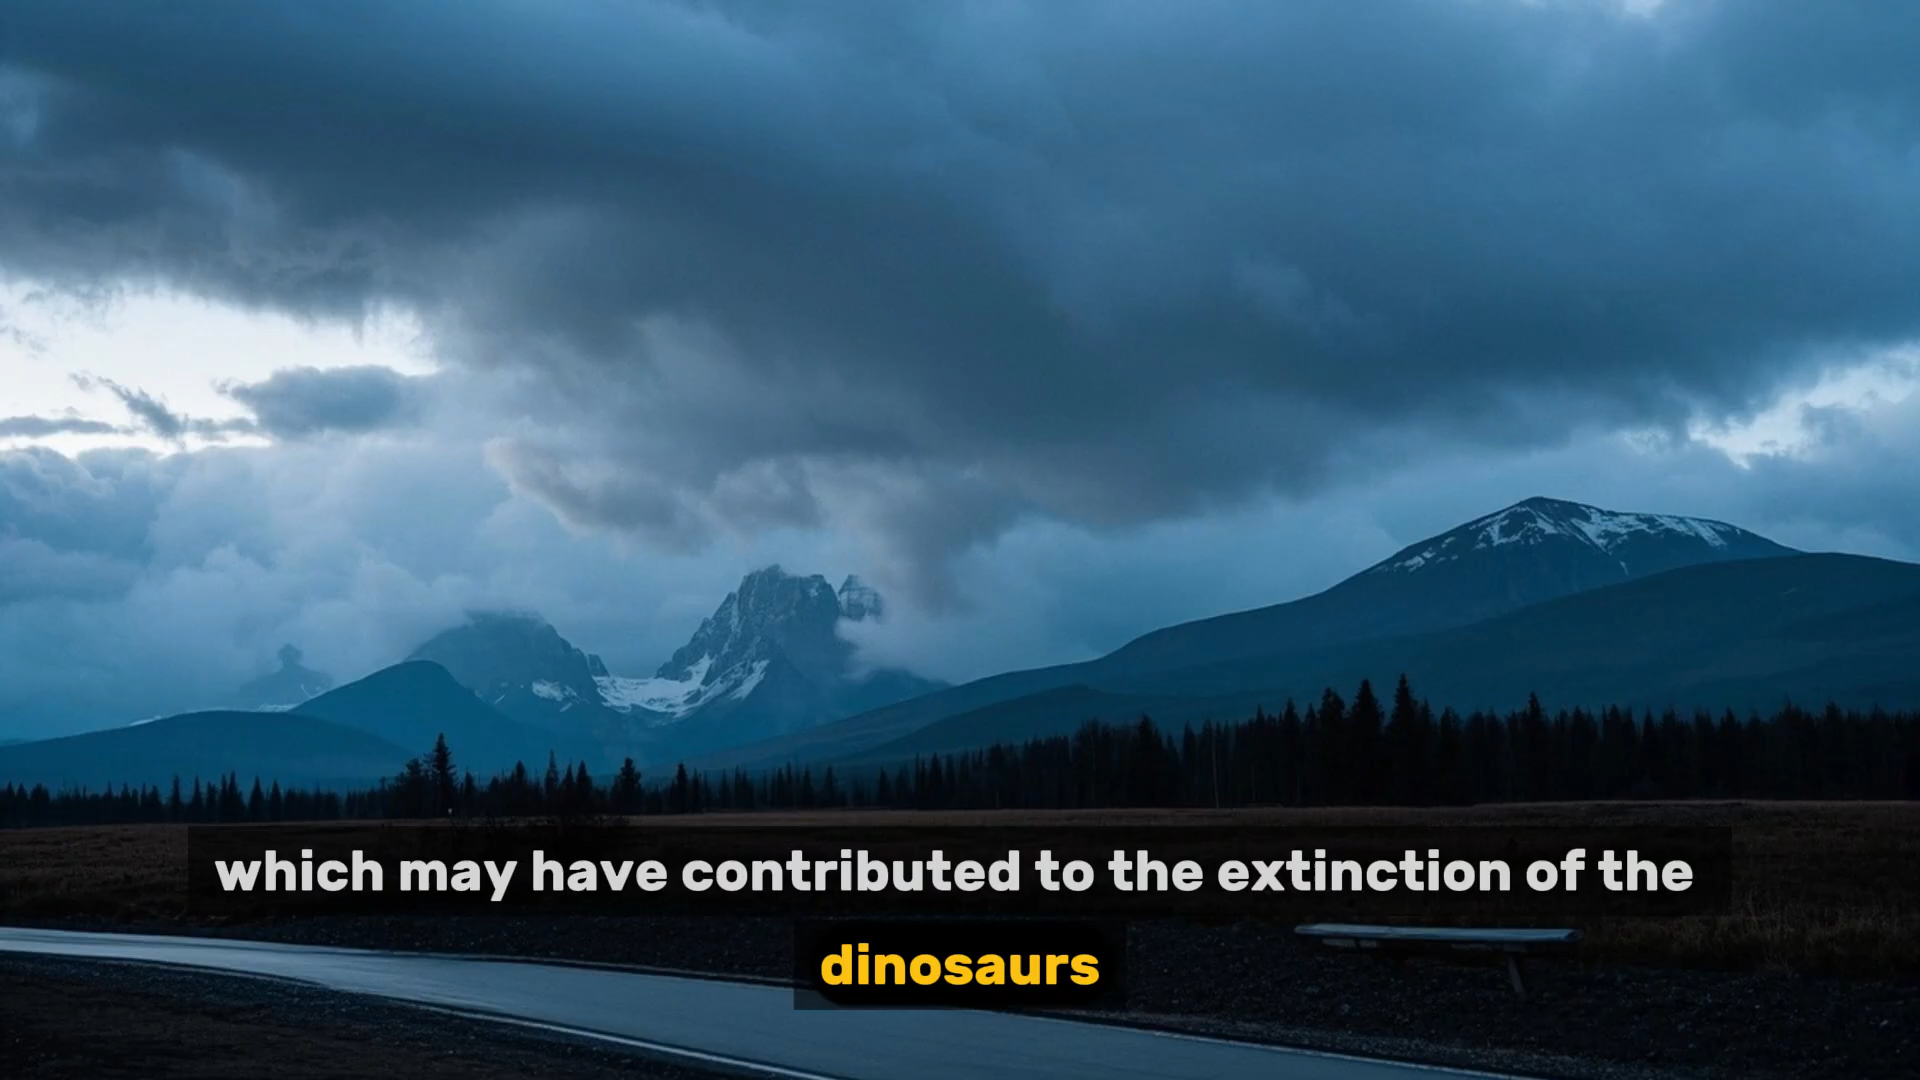 which may have contributed to the extinction of the
dinosaurs